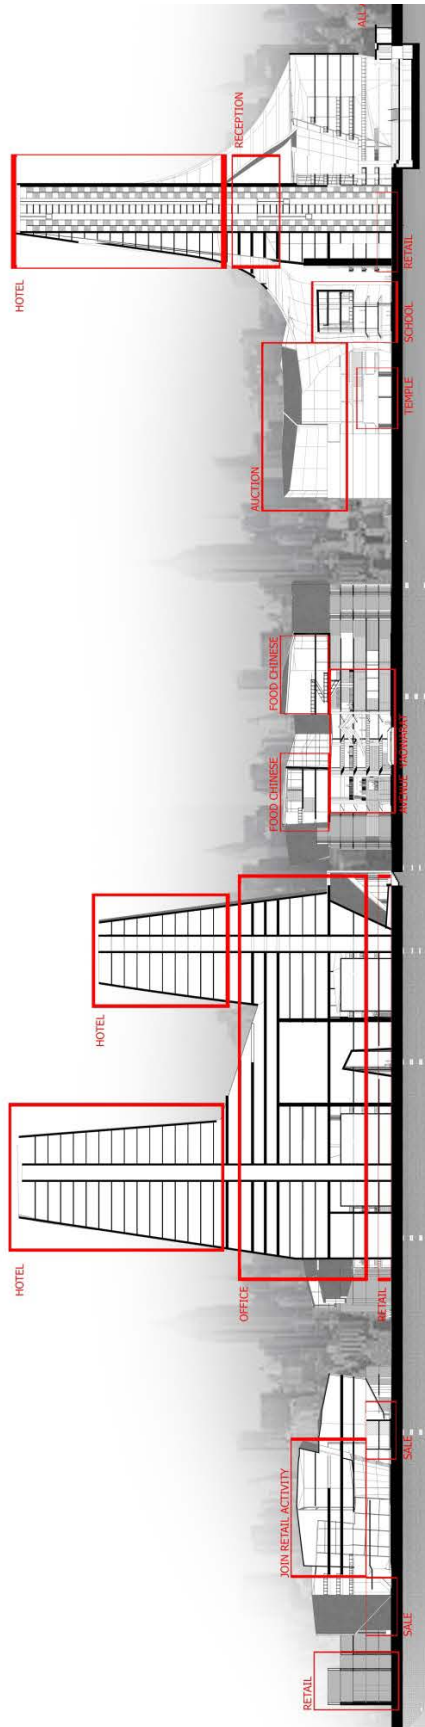 RETAIL
SALE
JOIN RETAIL ACTIVITY
SALE
HOTEL
OFFICE
RETAIL
HOTEL
FOOD CHINESE
FOOD CHINESE
AVENUE
AUCTION
TEMPLE
SCHOOL
HOTEL
RETAIL
RECEPTION